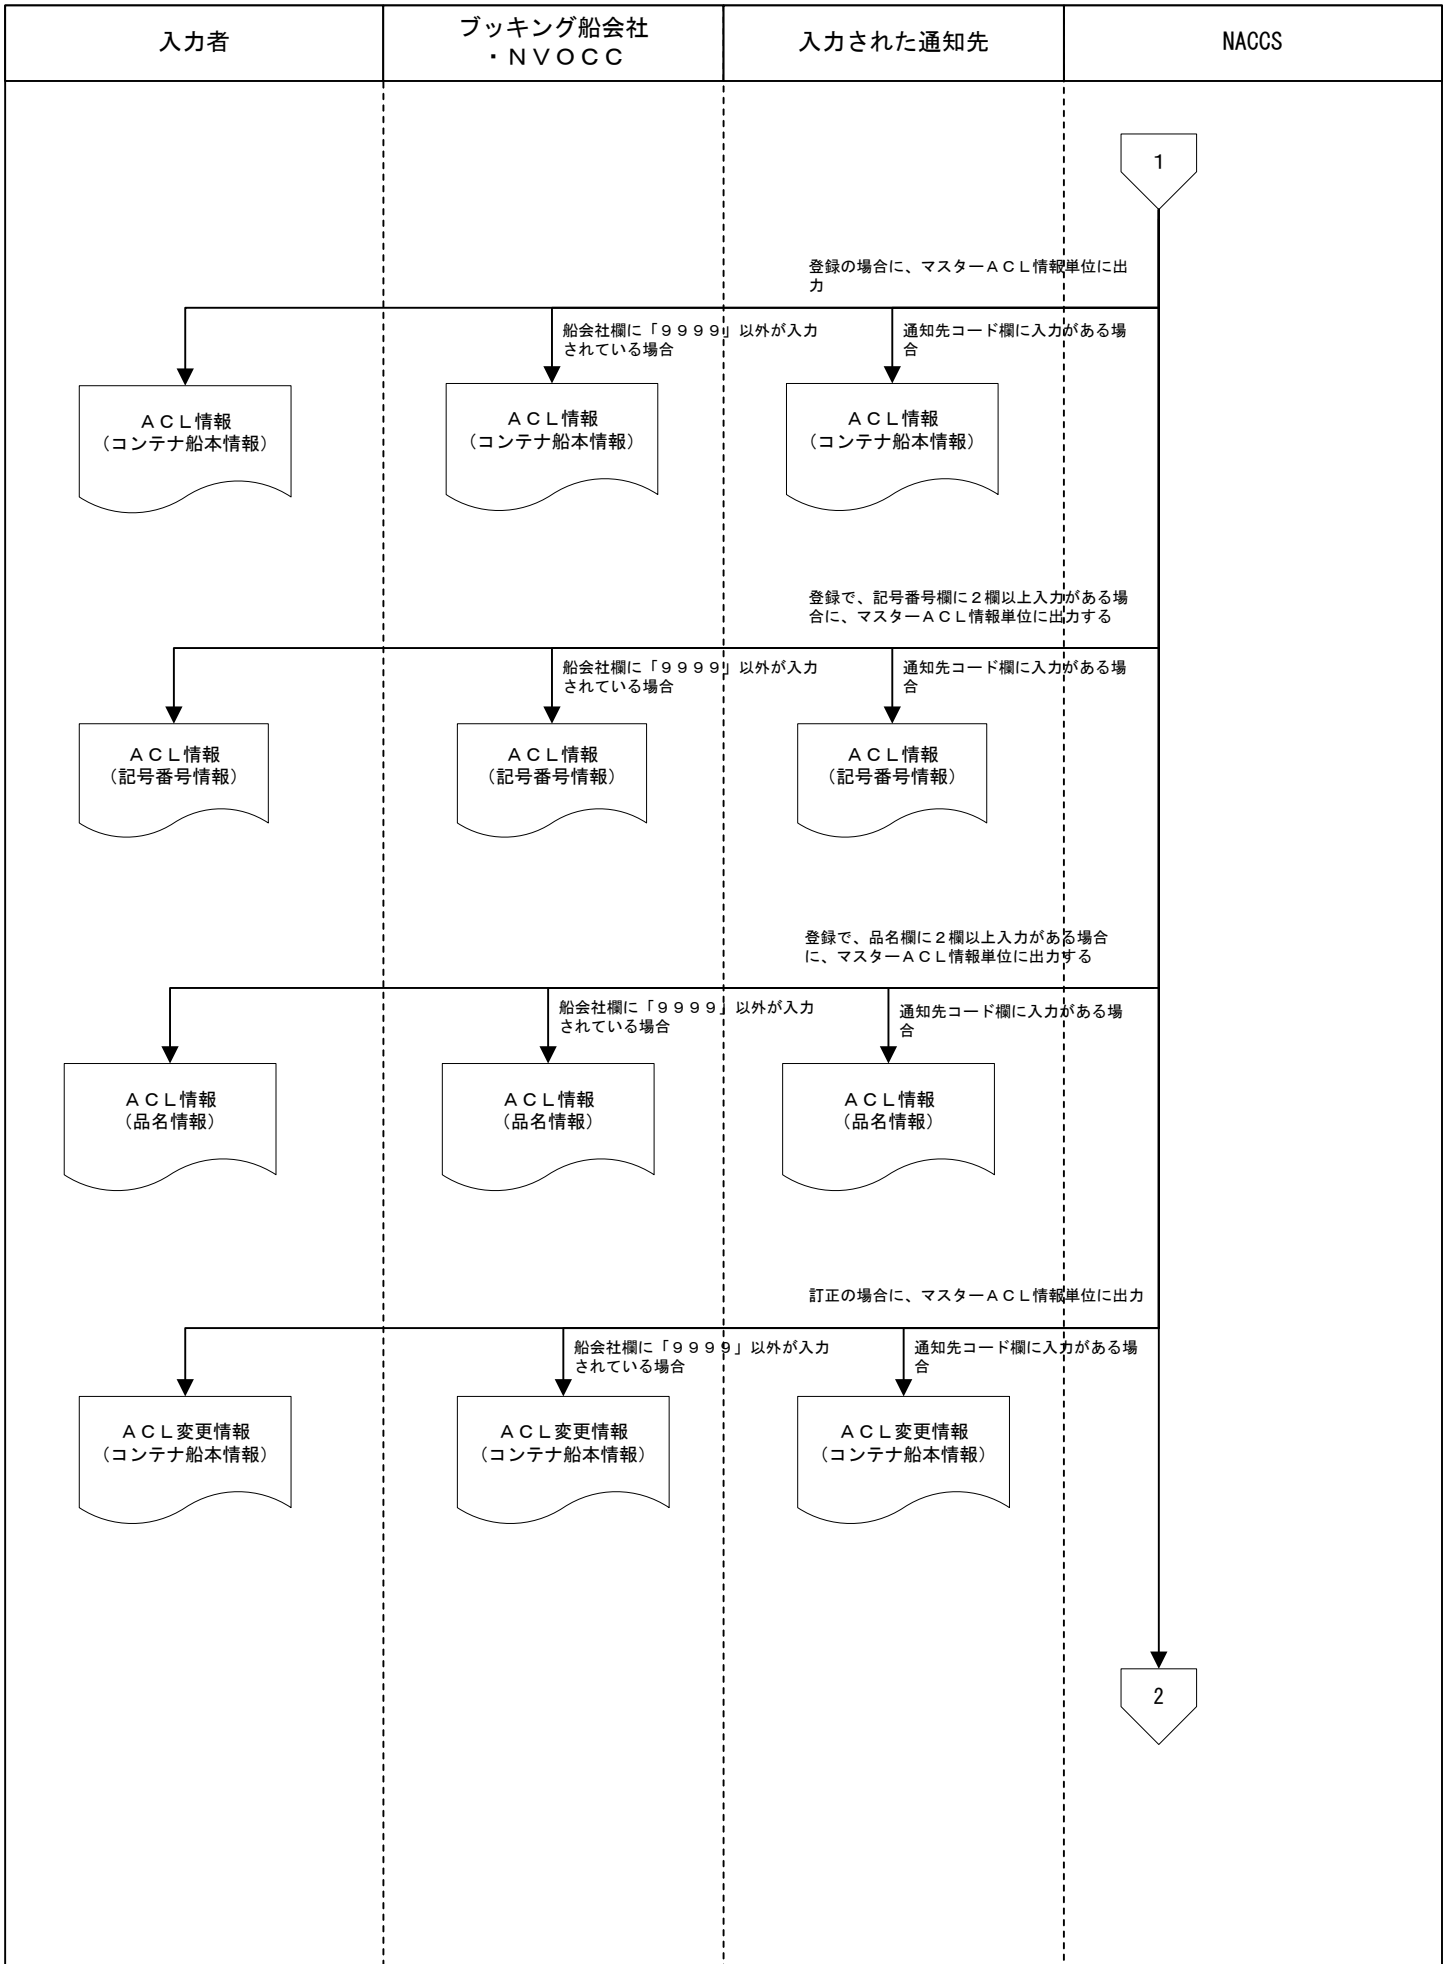 入力者
ブッキング船会社
・ＮＶＯＣＣ
入力された通知先
NACCS
1
登録の場合に、マスターＡＣＬ情報単位に出
力
船会社欄に「９９９９」以外が入力
されている場合
通知先コード欄に入力がある場
合
ＡＣＬ情報
（コンテナ船本情報）
ＡＣＬ情報
（コンテナ船本情報）
ＡＣＬ情報
（コンテナ船本情報）
登録で、記号番号欄に２欄以上入力がある場
合に、マスターＡＣＬ情報単位に出力する
船会社欄に「９９９９」以外が入力
されている場合
通知先コード欄に入力がある場
合
ＡＣＬ情報
（記号番号情報）
ＡＣＬ情報
（記号番号情報）
ＡＣＬ情報
（記号番号情報）
登録で、品名欄に２欄以上入力がある場合
に、マスターＡＣＬ情報単位に出力する
船会社欄に「９９９９」以外が入力
されている場合
通知先コード欄に入力がある場
合
ＡＣＬ情報
（品名情報）
ＡＣＬ情報
（品名情報）
ＡＣＬ情報
（品名情報）
訂正の場合に、マスターＡＣＬ情報単位に出力
船会社欄に「９９９９」以外が入力
されている場合
通知先コード欄に入力がある場
合
ＡＣＬ変更情報
（コンテナ船本情報）
ＡＣＬ変更情報
（コンテナ船本情報）
ＡＣＬ変更情報
（コンテナ船本情報）
2